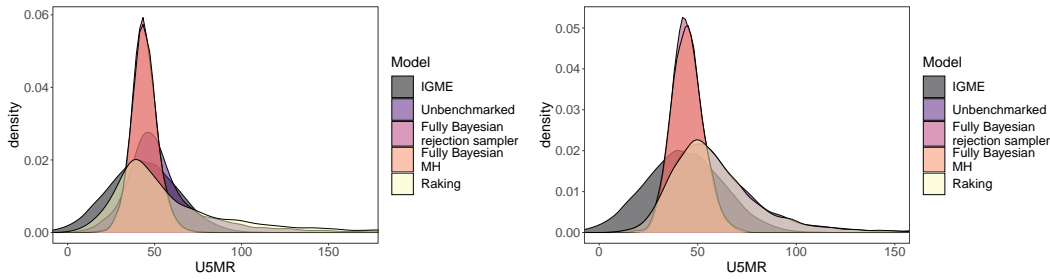 0.06
0.04
0.02
0.00
density
0
50
100
150
U5MR
Model
IGME
Unbenchmarked
Fully Bayesian
rejection sampler
Fully Bayesian
MH
Raking
0.05
0.04
0.03
0.02
0.01
0.00
density
0
50
100
150
U5MR
Model
IGME
Unbenchmarked
Fully Bayesian
rejection sampler
Fully Bayesian
MH
Raking